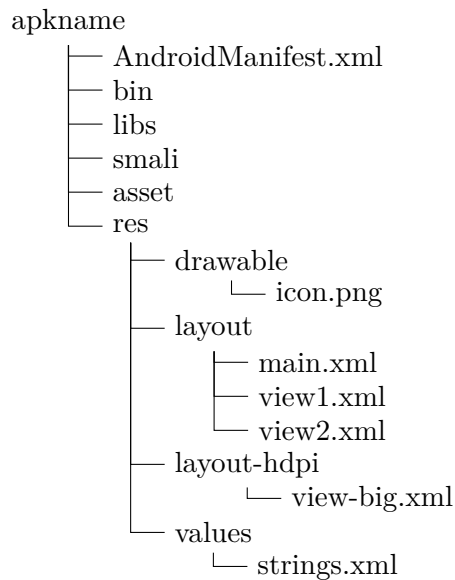 apkname
AndroidManifest.xml
bin
libs
smali
asset
res
drawable
icon.png
layout
main.xml
view1.xml
view2.xml
layout-hdpi
view-big.xml
values
strings.xml